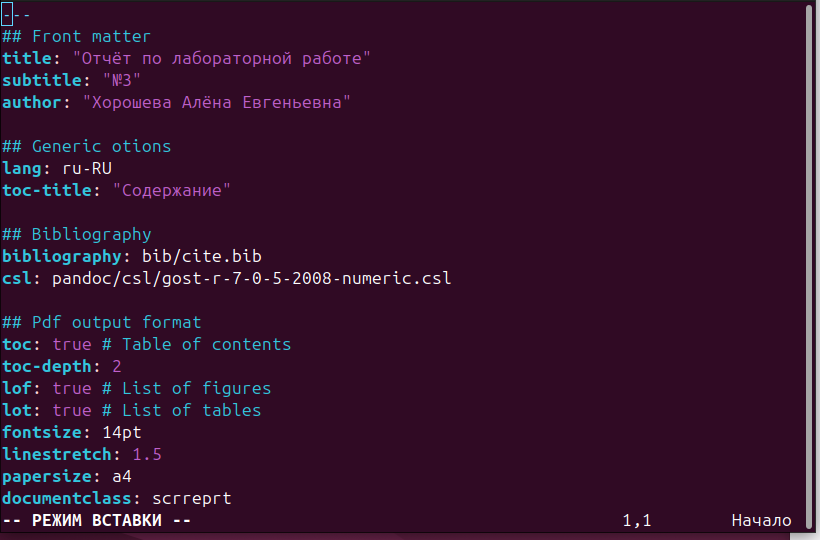 ---
## Front matter
title: "Отчёт по лабораторной работе"
subtitle: "№3"
author: "Хорошева Алёна Евгеньевна"
## Generic otions
lang: ru-RU
toc-title: "Содержание"
## Bibliography
bibliography: bib/cite.bib
csl: pandoc/csl/gost-r-7-0-5-2008-numeric.csl
## Pdf output format
toc: true # Table of contents
toc-depth: 2
lof: true # List of figures
lot: true # List of tables
fontsize: 14pt
linestretch: 1.5
papersize: a4
documentclass: scrreprt
-- РЕЖИМ ВСТАВКИ -- 1,1 Начало